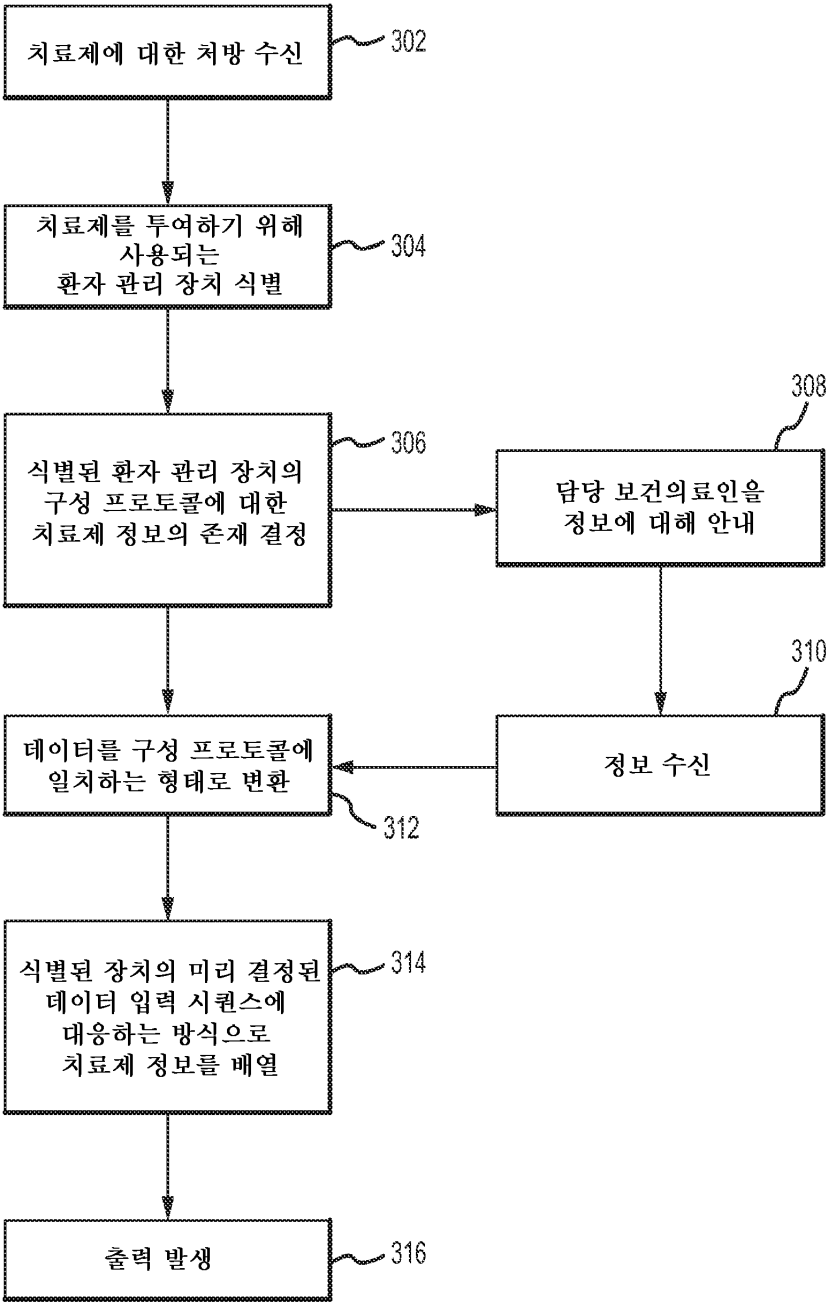 치료제에 대한 처방 수신
302
치료제를 투여하기 위해
사용되는
환자 관리 장치 식별
304
식별된 환자 관리 장치의
구성 프로토콜에 대한
치료제 정보의 존재 결정
306
308
담당 보건의료인을
정보에 대해 안내
310
정보 수신
데이터를 구성 프로토콜에
일치하는 형태로 변환
312
식별된 장치의 미리 결정된
데이터 입력 시퀀스에
대응하는 방식으로
치료제 정보를 배열
314
출력 발생
316